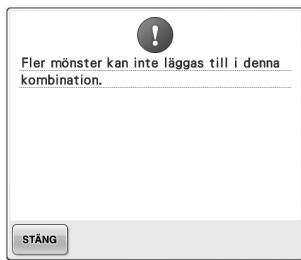 Fler mönster kan inte läggas till i denna
kombination.
STÄNG